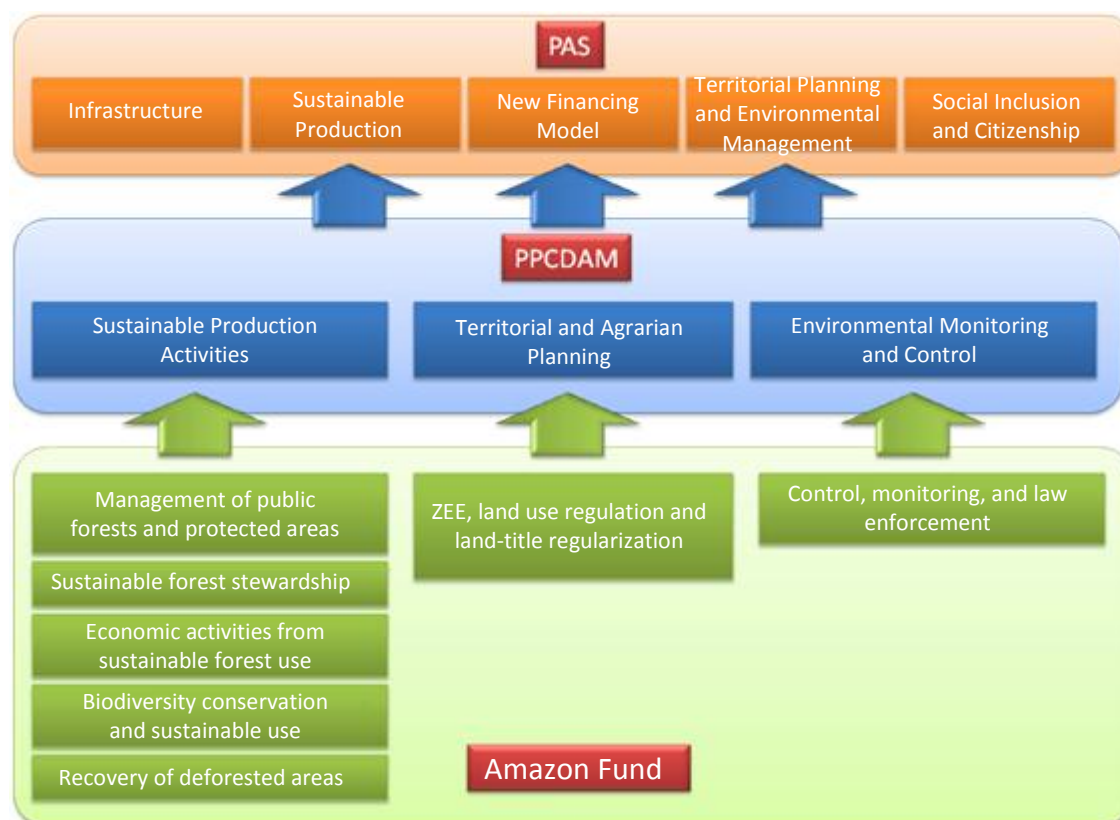 PAS
Infrastructure
Sustainable
Production
New Financing
Model
Territorial Planning
and Environmental
Management
Social Inclusion
and Citizenship
PPCDAM
Sustainable Production
Activities
Territorial and Agrarian
Planning
Environmental Monitoring
and Control
Management of public
forests and protected areas
Sustainable forest stewardship
Economic activities from
sustainable forest use
Biodiversity conservation
and sustainable use
Recovery of deforested areas
ZEE, land use regulation and
land-title regularization
Control, monitoring, and law
enforcement
Amazon Fund